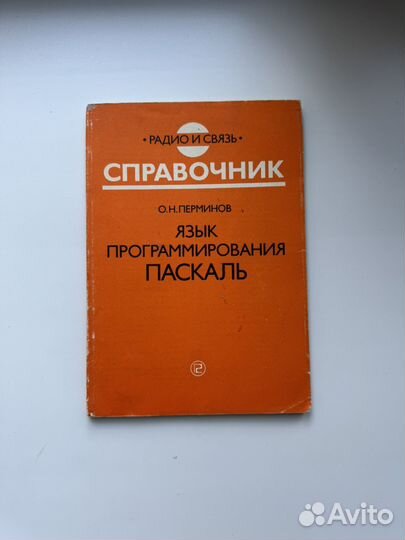 • РАДИО И СВЯЗЬ •
СПРАВОЧНИК
О.Н.ПЕРМИНОВ
ЯЗЫК
ПРОГРАММИРОВАНИЯ
ПАСКАЛЬ
Avito